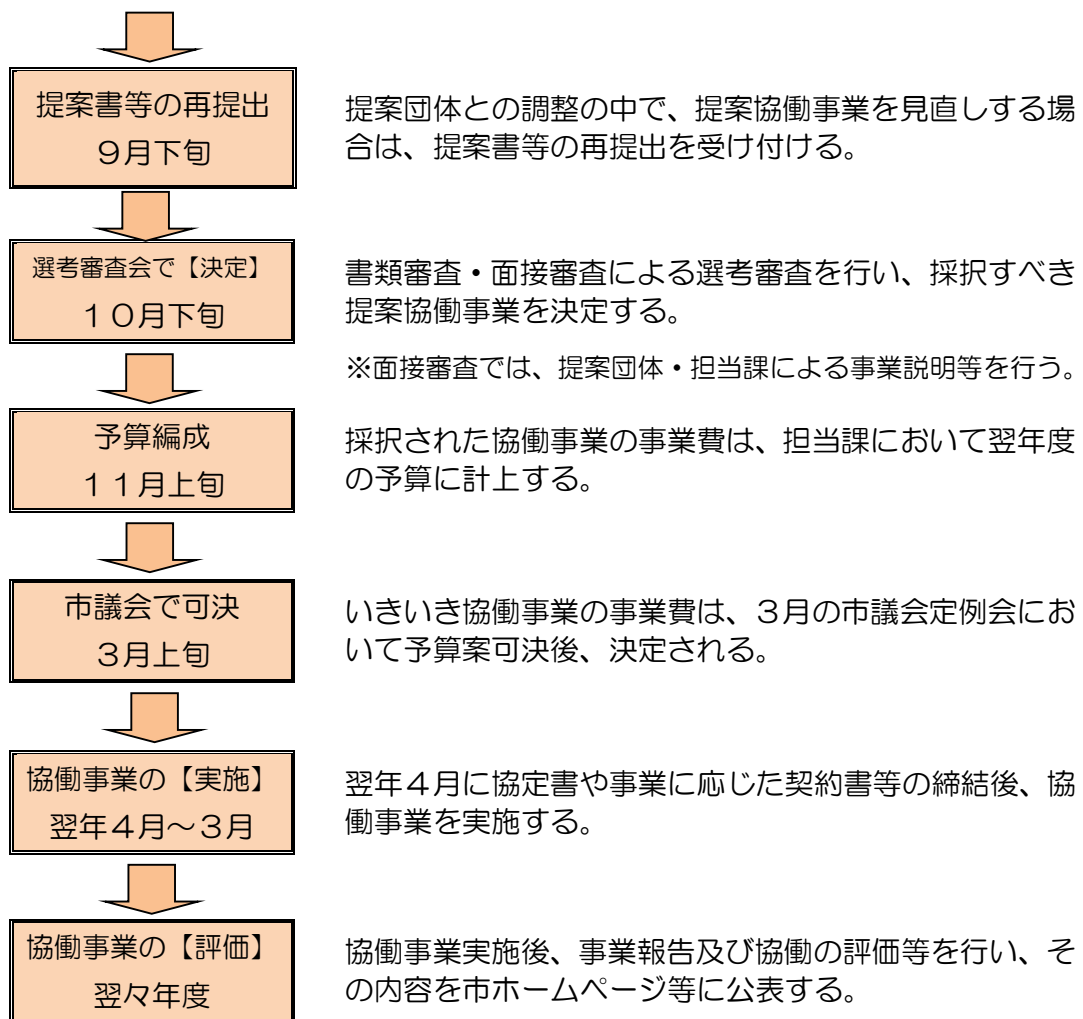 提案書等の再提出
９月下旬
提案団体との調整の中で、提案協働事業を見直しする場
合は、提案書等の再提出を受け付ける。
選考審査会で【決定】
１０月下旬
書類審査・面接審査による選考審査を行い、採択すべき
提案協働事業を決定する。
※面接審査では、提案団体・担当課による事業説明等を行う。
予算編成
１１月上旬
採択された協働事業の事業費は、担当課において翌年度
の予算に計上する。
市議会で可決
３月上旬
いきいき協働事業の事業費は、３月の市議会定例会にお
いて予算案可決後、決定される。
協働事業の【実施】
翌年４月～３月
翌年４月に協定書や事業に応じた契約書等の締結後、協
働事業を実施する。
協働事業の【評価】
翌々年度
協働事業実施後、事業報告及び協働の評価等を行い、そ
の内容を市ホームページ等に公表する。